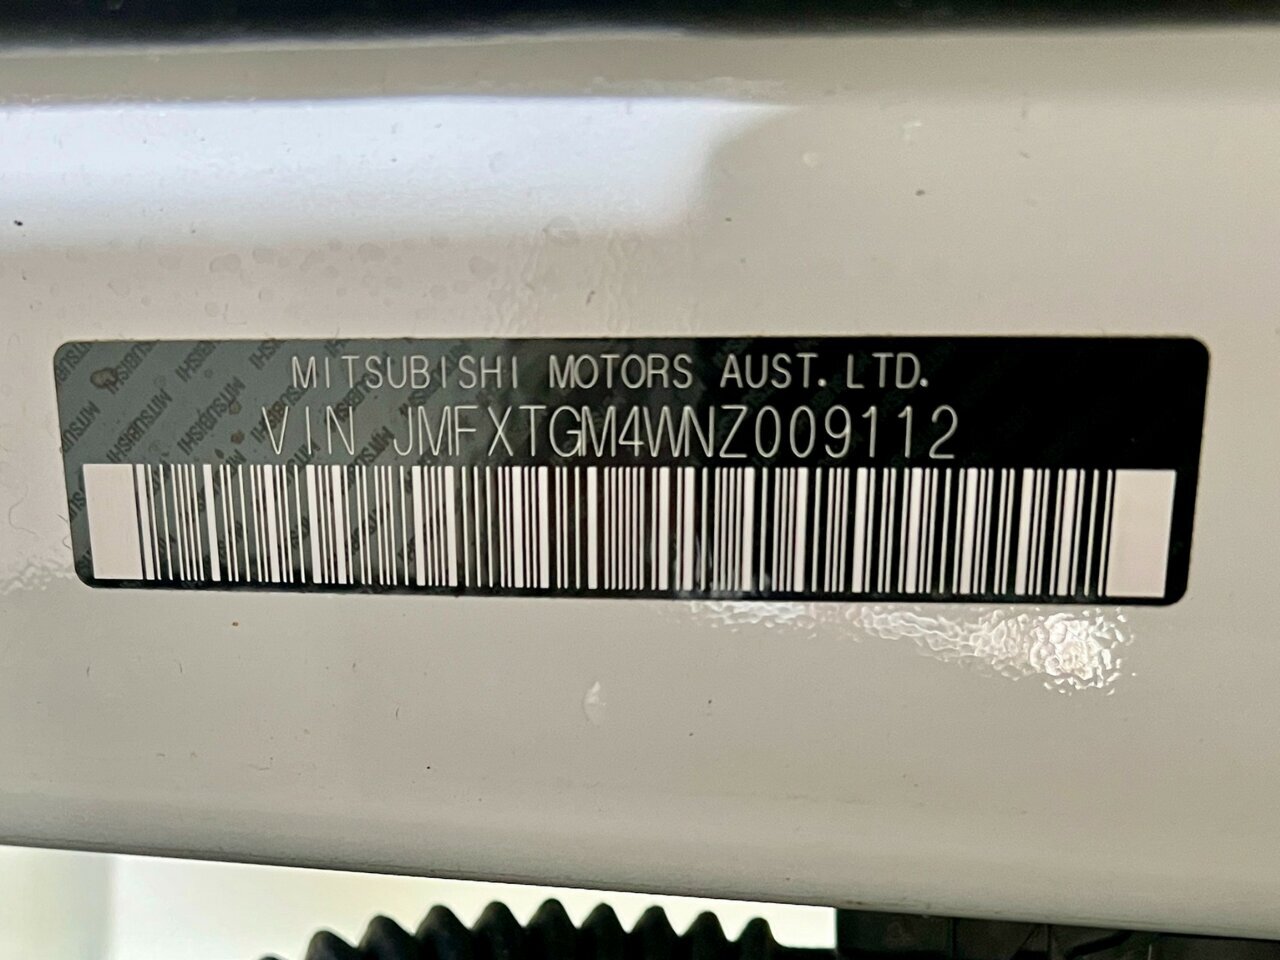 MITSUBISHI MOTORS AUST. LTD.
VIN JMFXTGM4WNZ009112